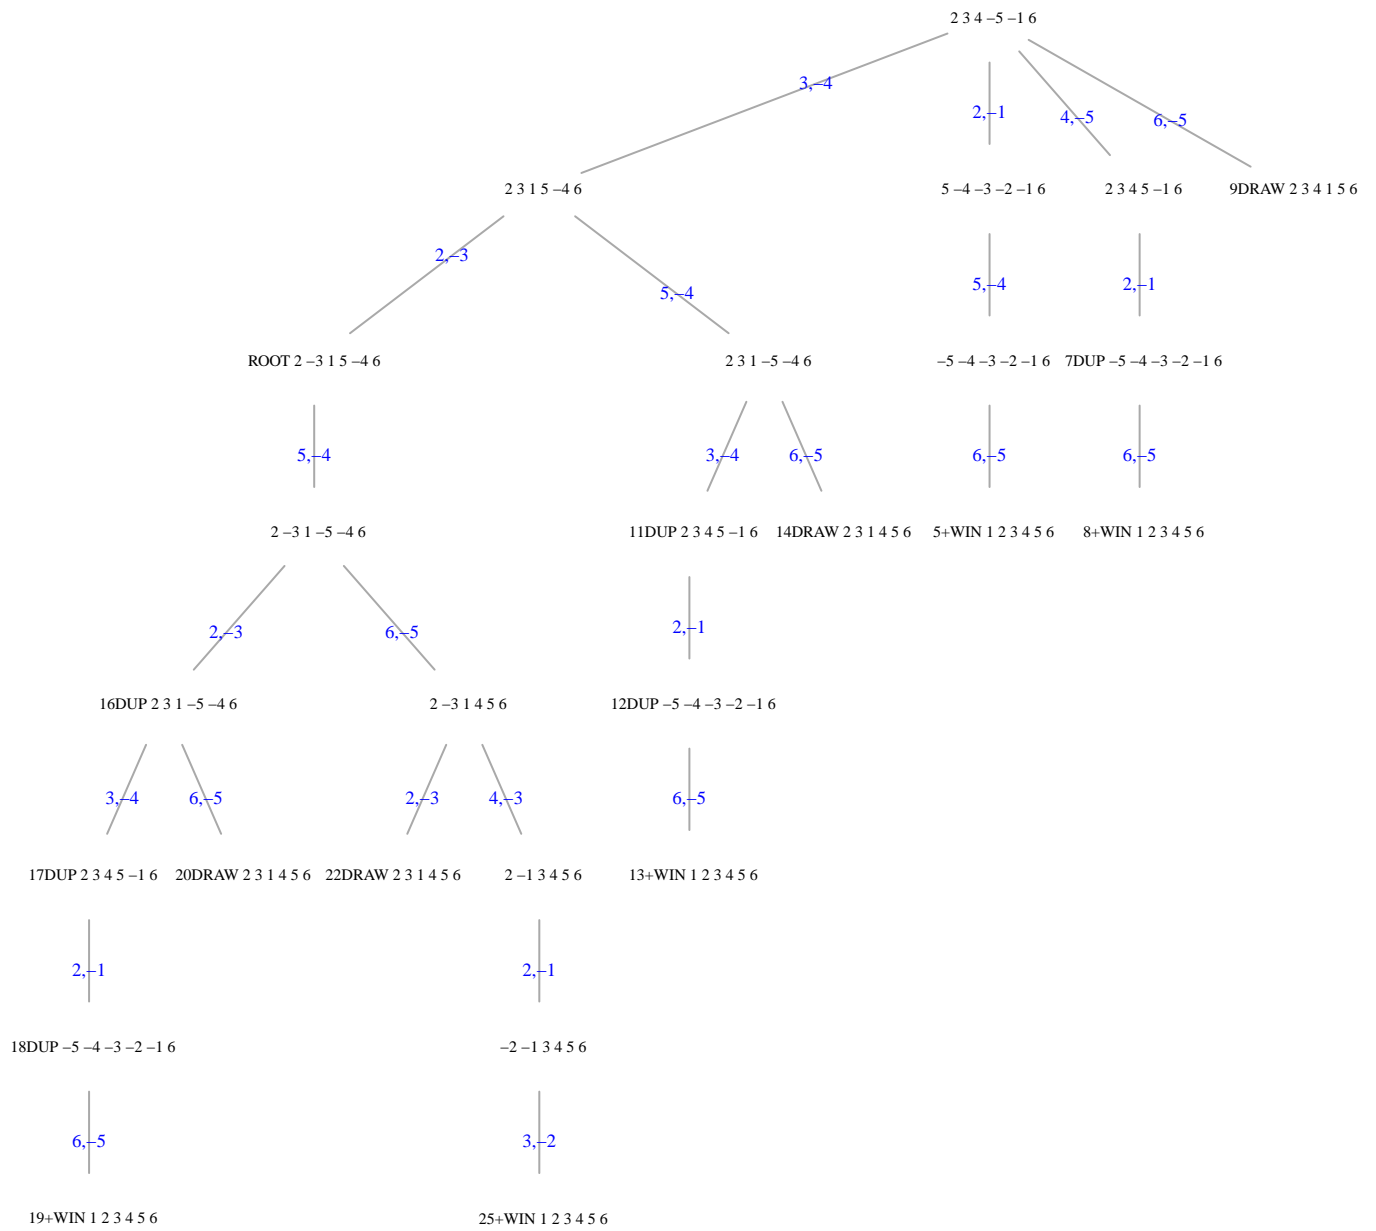 2 3 4 −5 −1 6
3,−4
2,−1
4,−5
6,−5
2 3 1 5 −4 6
5 −4 −3 −2 −1 6
2 3 4 5 −1 6
9DRAW 2 3 4 1 5 6
2,−3
5,−4
5,−4
2,−1
ROOT 2 −3 1 5 −4 6
2 3 1 −5 −4 6
−5 −4 −3 −2 −1 6
7DUP −5 −4 −3 −2 −1 6
5,−4
3,−4
6,−5
6,−5
6,−5
2 −3 1 −5 −4 6
11DUP 2 3 4 5 −1 6
14DRAW 2 3 1 4 5 6
5+WIN 1 2 3 4 5 6
8+WIN 1 2 3 4 5 6
2,−3
6,−5
2,−1
16DUP 2 3 1 −5 −4 6
2 −3 1 4 5 6
12DUP −5 −4 −3 −2 −1 6
3,−4
6,−5
2,−3
4,−3
6,−5
17DUP 2 3 4 5 −1 6
20DRAW 2 3 1 4 5 6
22DRAW 2 3 1 4 5 6
2 −1 3 4 5 6
13+WIN 1 2 3 4 5 6
2,−1
2,−1
18DUP −5 −4 −3 −2 −1 6
−2 −1 3 4 5 6
6,−5
3,−2
19+WIN 1 2 3 4 5 6
25+WIN 1 2 3 4 5 6